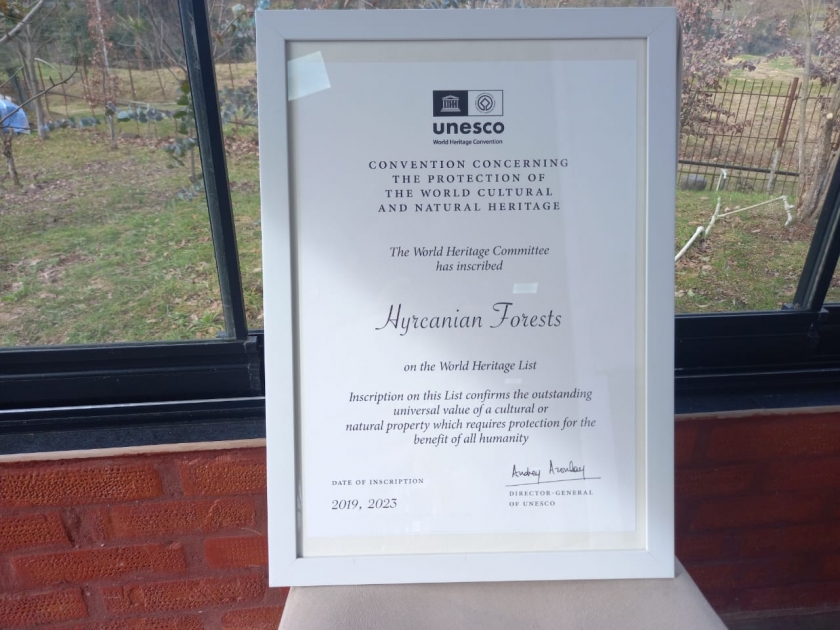 unesco
World Heritage Convention
CONVENTION CONCERNING
THE PROTECTION OF
THE WORLD CULTURAL
AND NATURAL HERITAGE
The World Heritage Committee
has inscribed
Hyrcanian Forests
on the World Heritage List
Inscription on this List confirms the outstanding
universal value of a cultural or
natural property which requires protection for the
benefit of all humanity
DATE OF INSCRIPTION
2019, 2023
DIRECTOR-GENERAL
OF UNESCO